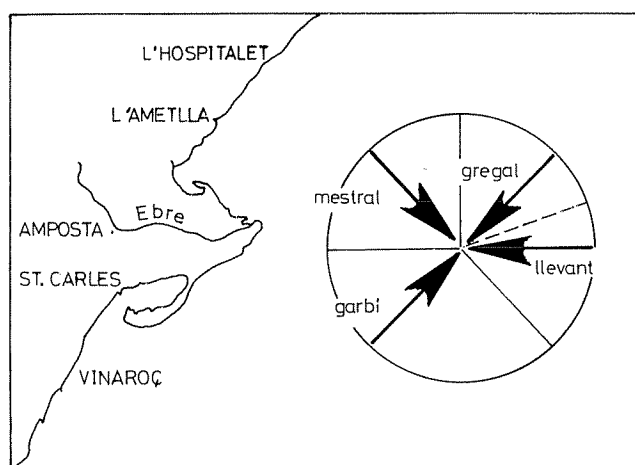 L'HOSPITALET
L'AMETLLA
Ebre
AMPOSTA
ST. CARLES
VINAROÇ
gregal
mestral
llevant
garbí